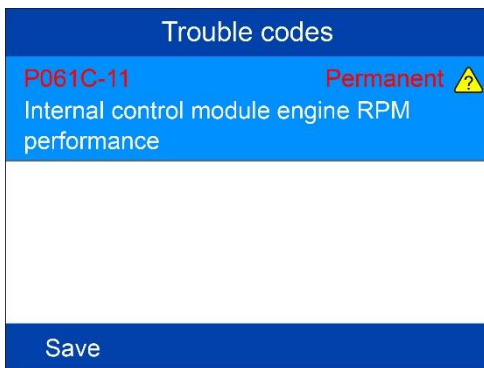 Trouble codes
P061C-11 Permanent ?
Internal control module engine RPM
performance
Save